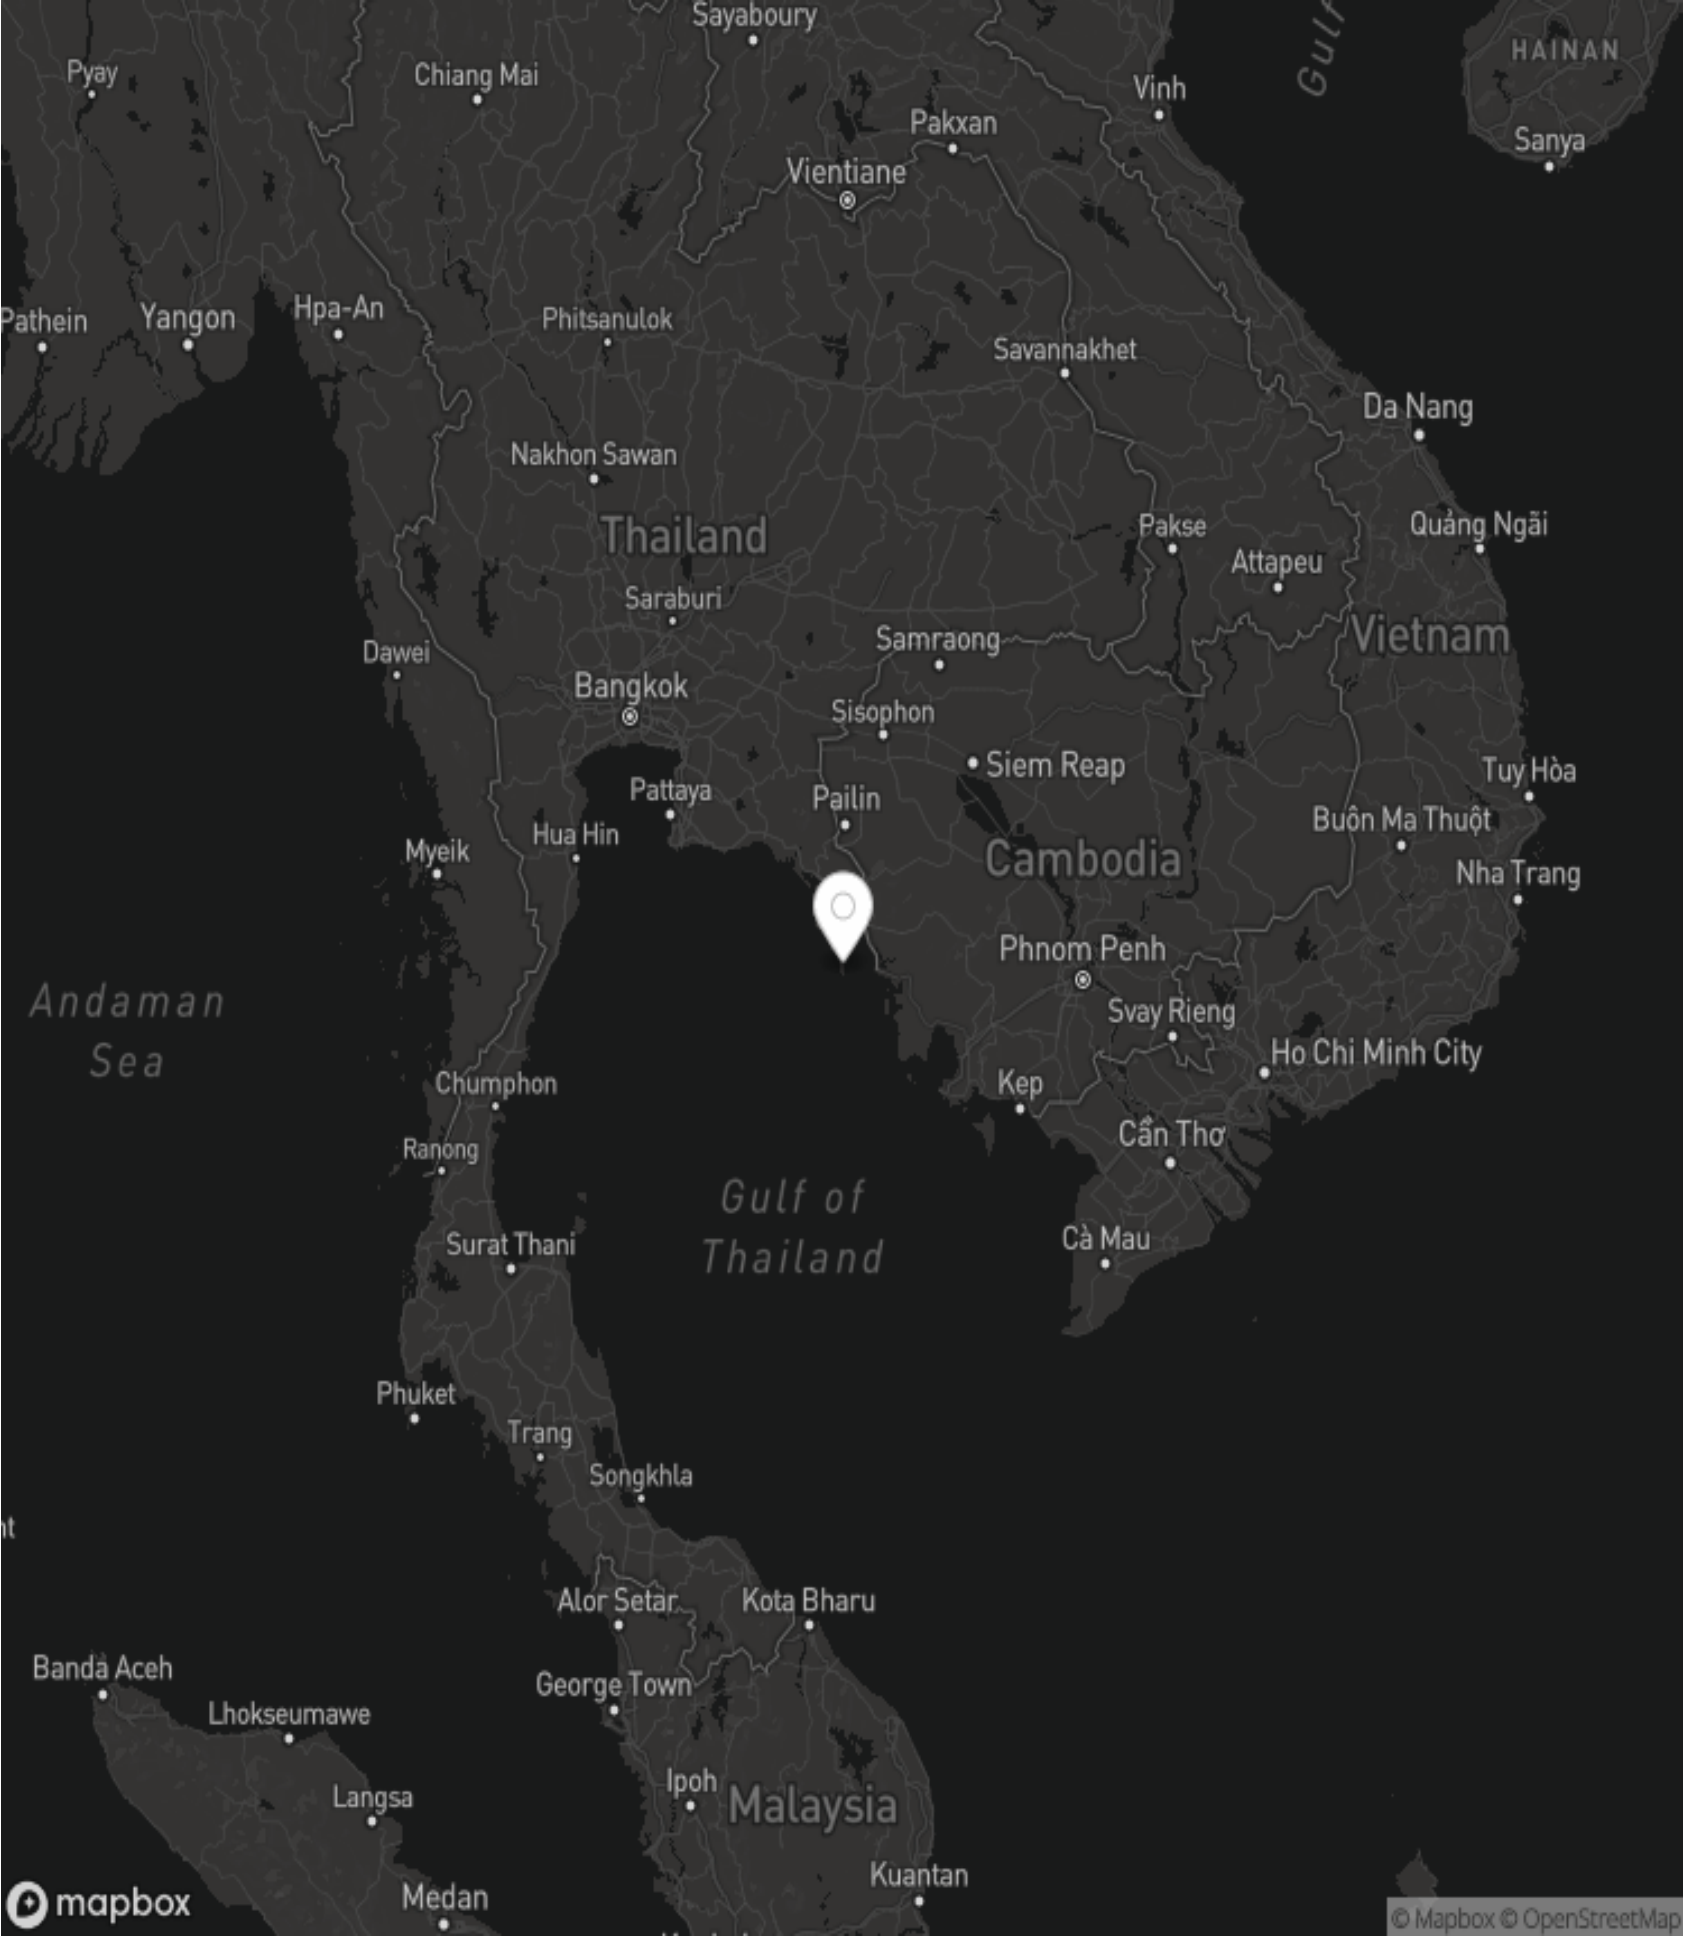 Sayaboury
Gulf
HAINAN
Pyay
Chiang Mai
Vinh
Pakxan
Sanya
Vientiane
Hpa-An
Pathein
Yangon
Phitsanulok
Savannakhet
Da Nang
Nakhon Sawan
Thailand
Pakse
Quảng Ngãi
Attapeu
Saraburi
Samraong
Vietnam
Dawei
Bangkok
Sisophon
Siem Reap
Tuy Hòa
Pattaya
Pailin
Buôn Ma Thuột
Hua Hin
Myeik
Cambodia
Nha Trang
Phnom Penh
Andaman
Sea
Svay Rieng
Ho Chi Minh City
Chumphon
Kep
Cần Thơ
Ranong
Gulf of
Thailand
Surat Thani
Cà Mau
Phuket
Trang
Songkhla
Alor Setar
Kota Bharu
Banda Aceh
George Town
Lhokseumawe
Ipoh
Langsa
Malaysia
Kuantan
Medan
mapbox
© Mapbox © OpenStreetMap